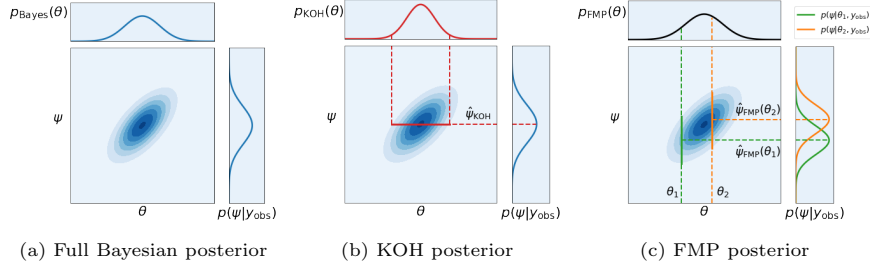 p_Bayes(θ)
ψ
θ
p(ψ|y_obs)
(a) Full Bayesian posterior
p_KOH(θ)
ψ
ψ̂_KOH
θ
p(ψ|y_obs)
(b) KOH posterior
p_FMP(θ)
p(ψ|θ₁, y_obs)
p(ψ|θ₂, y_obs)
ψ
ψ̂_FMP(θ₂)
ψ̂_FMP(θ₁)
θ₁
θ₂
θ
p(ψ|y_obs)
(c) FMP posterior